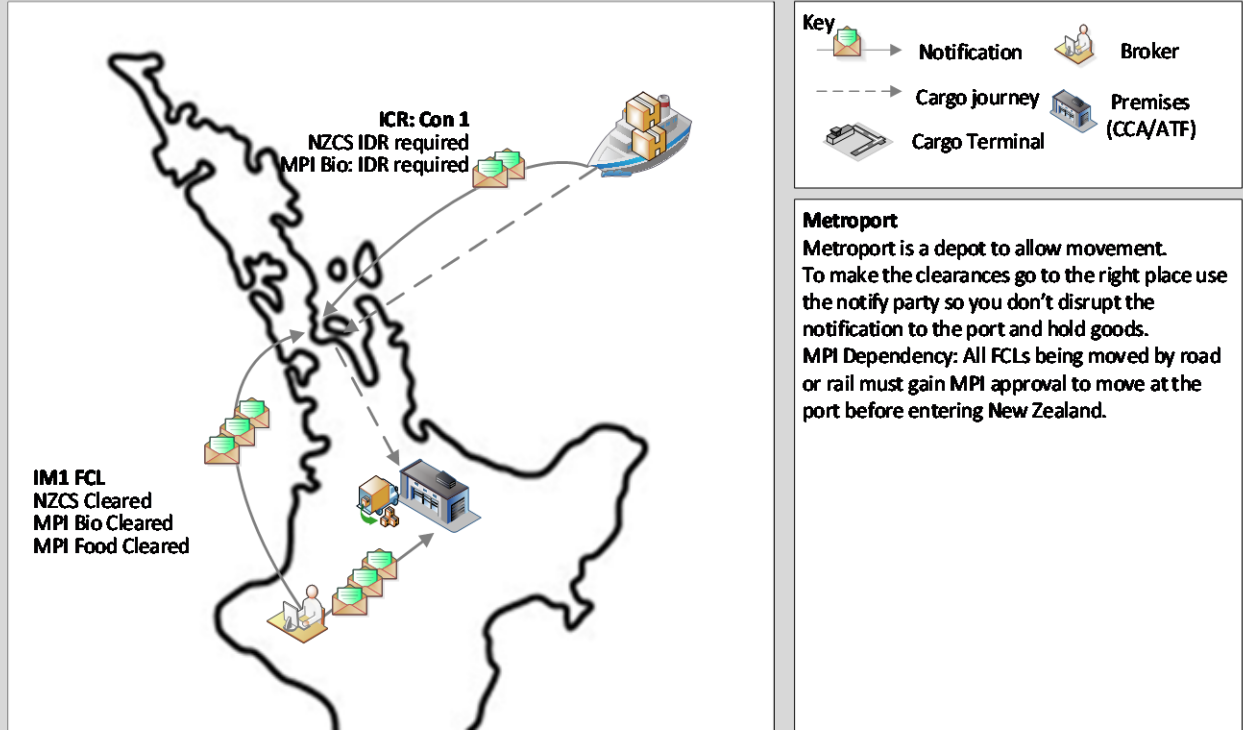 ICR: Con 1
NZCS IDR required
MPI Bio: IDR required
IM1 FCL
NZCS Cleared
MPI Bio Cleared
MPI Food Cleared
Key
Notification
Broker
Cargo journey
Premises
(CCA/ATF)
Cargo Terminal
Metroport
Metroport is a depot to allow movement.
To make the clearances go to the right place use
the notify party so you don't disrupt the
notification to the port and hold goods.
MPI Dependency: All FCLs being moved by road
or rail must gain MPI approval to move at the
port before entering New Zealand.